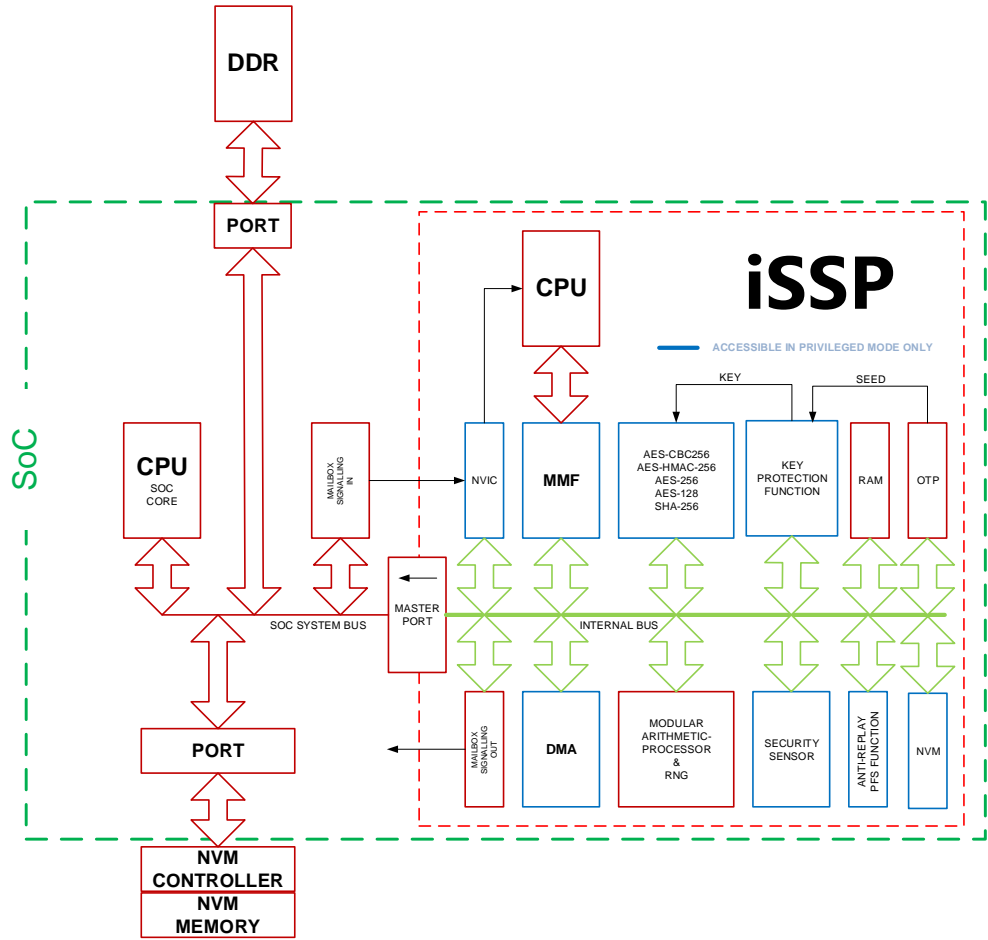 DDR
PORT
iSSP
CPU
ACCESSIBLE IN PRIVILEGED MODE ONLY
KEY
SEED
SoC
CPU
SOC
CORE
MAILBOX
SIGNALLING
IN
NVIC
MMF
AES-CBC256
AES-HMAC-256
AES-256
AES-128
SHA-256
KEY
PROTECTION
FUNCTION
RAM
OTP
MASTER
PORT
SOC SYSTEM BUS
INTERNAL BUS
PORT
MAILBOX
SIGNALLING
OUT
DMA
MODULAR
ARITHMETIC-
PROCESSOR
&
RNG
SECURITY
SENSOR
ANTI-REPLAY
PFS FUNCTION
NVM
NVM
CONTROLLER
NVM
MEMORY